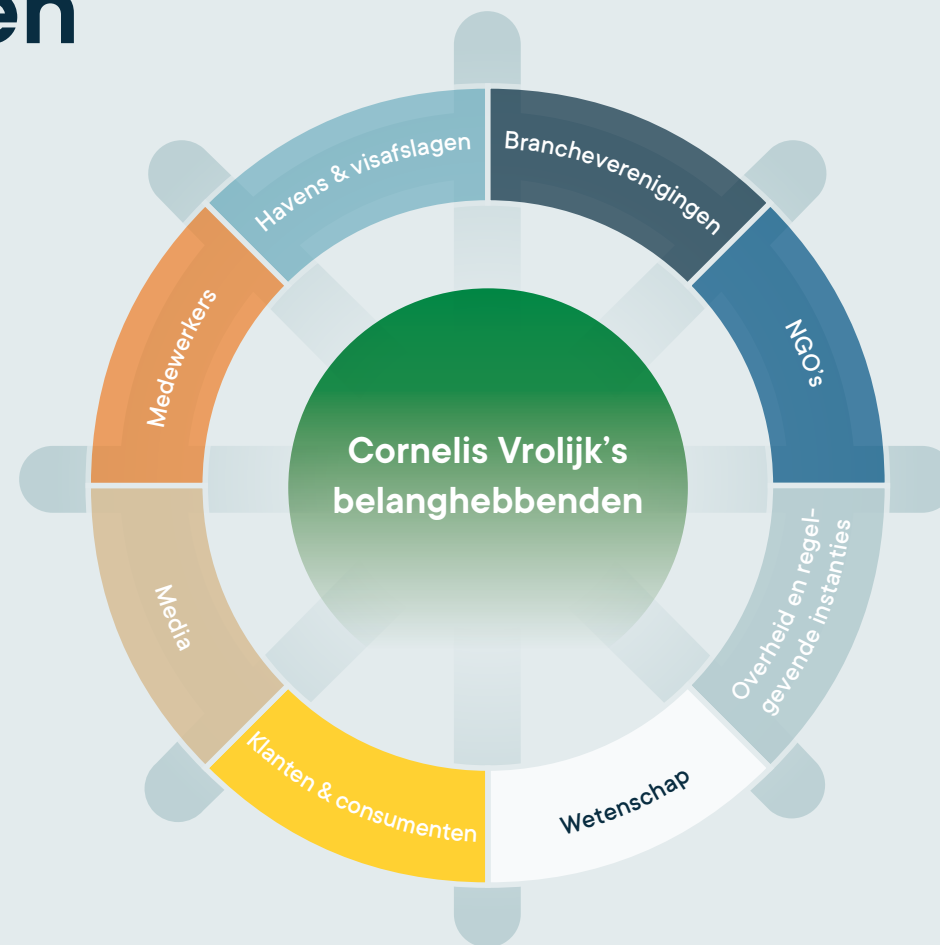 en
Havens & visafslagen
Brancheverenigingen
Medewerkers
NGO's
Cornelis Vrolijk's
belanghebbenden
Media
Overheid en regel-
gevende instanties
Klanten & consumenten
Wetenschap